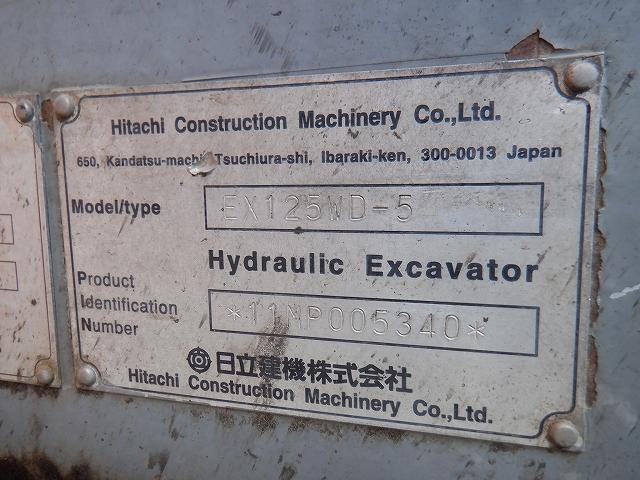 Hitachi Construction Machinery Co.,Ltd.
650, Kandatsu-machi Tsuchiura-shi, Ibaraki-ken, 300-0013 Japan
Model/type EX125WD-5
Hydraulic Excavator
Product
Identification
Number *11MP005340*
日立建機株式会社
Hitachi Construction Machinery Co.,Ltd.